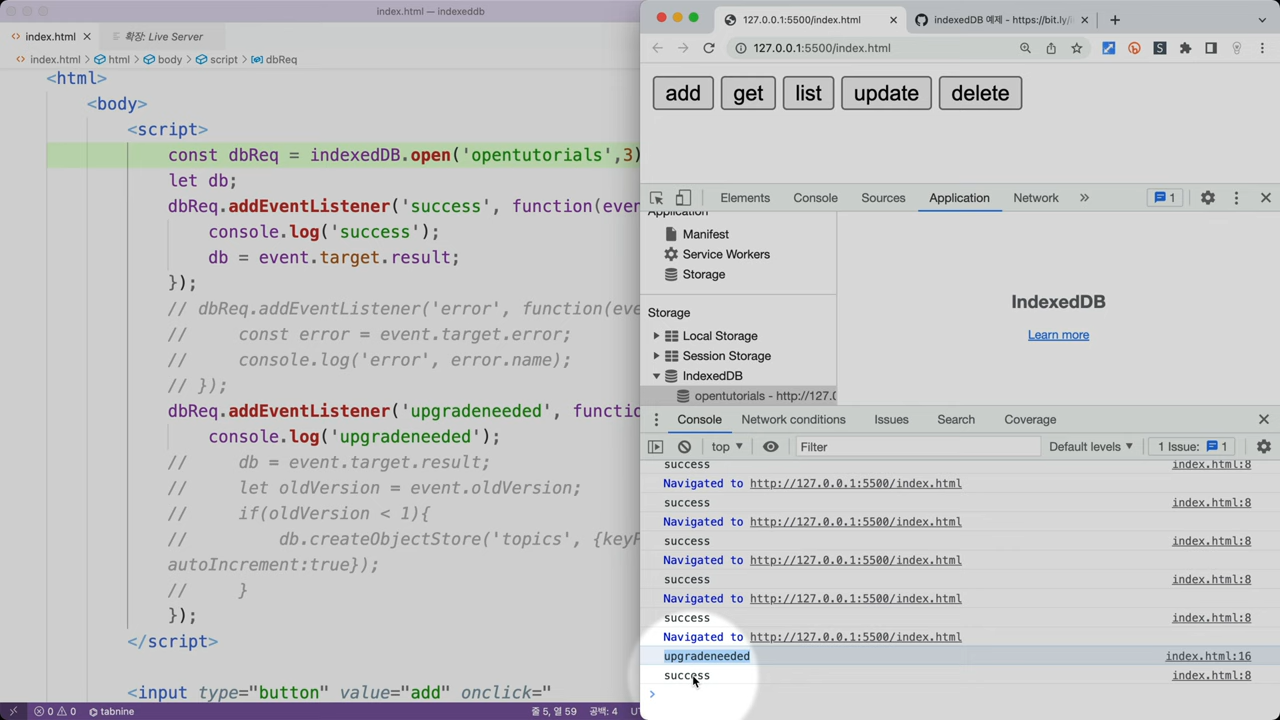 index.html — indexeddb
index.html
확장: Live Server
index.html > html > body > script > dbReq
<html>
<body>
<script>
const dbReq = indexedDB.open('opentutorials',3)
let db;
dbReq.addEventListener('success', function(even
console.log('success');
db = event.target.result;
});
// dbReq.addEventListener('error', function(eve
//     const error = event.target.error;
//     console.log('error', error.name);
// });
dbReq.addEventListener('upgradeneeded', functio
console.log('upgradeneeded');
//     db = event.target.result;
//     let oldVersion = event.oldVersion;
//     if(oldVersion < 1){
//         db.createObjectStore('topics', {keyP
autoIncrement:true});
//     }
});
</script>
<input type="button" value="add" onclick="
0 0 tabnine
줄 5, 열 59 공백: 4
127.0.0.1:5500/index.html
indexedDB 예제 - https://bit.ly/i
127.0.0.1:5500/index.html
add get list update delete
Elements Console Sources Application Network » 1
Application
Manifest
Service Workers
Storage
Storage
Local Storage
Session Storage
IndexedDB
opentutorials - http://127.0
IndexedDB
Learn more
Console Network conditions Issues Search Coverage
top Filter Default levels 1 Issue: 1
success index.html:8
Navigated to http://127.0.0.1:5500/index.html
success index.html:8
Navigated to http://127.0.0.1:5500/index.html
success index.html:8
Navigated to http://127.0.0.1:5500/index.html
success index.html:8
Navigated to http://127.0.0.1:5500/index.html
success index.html:8
Navigated to http://127.0.0.1:5500/index.html
upgradeneeded index.html:16
success index.html:8